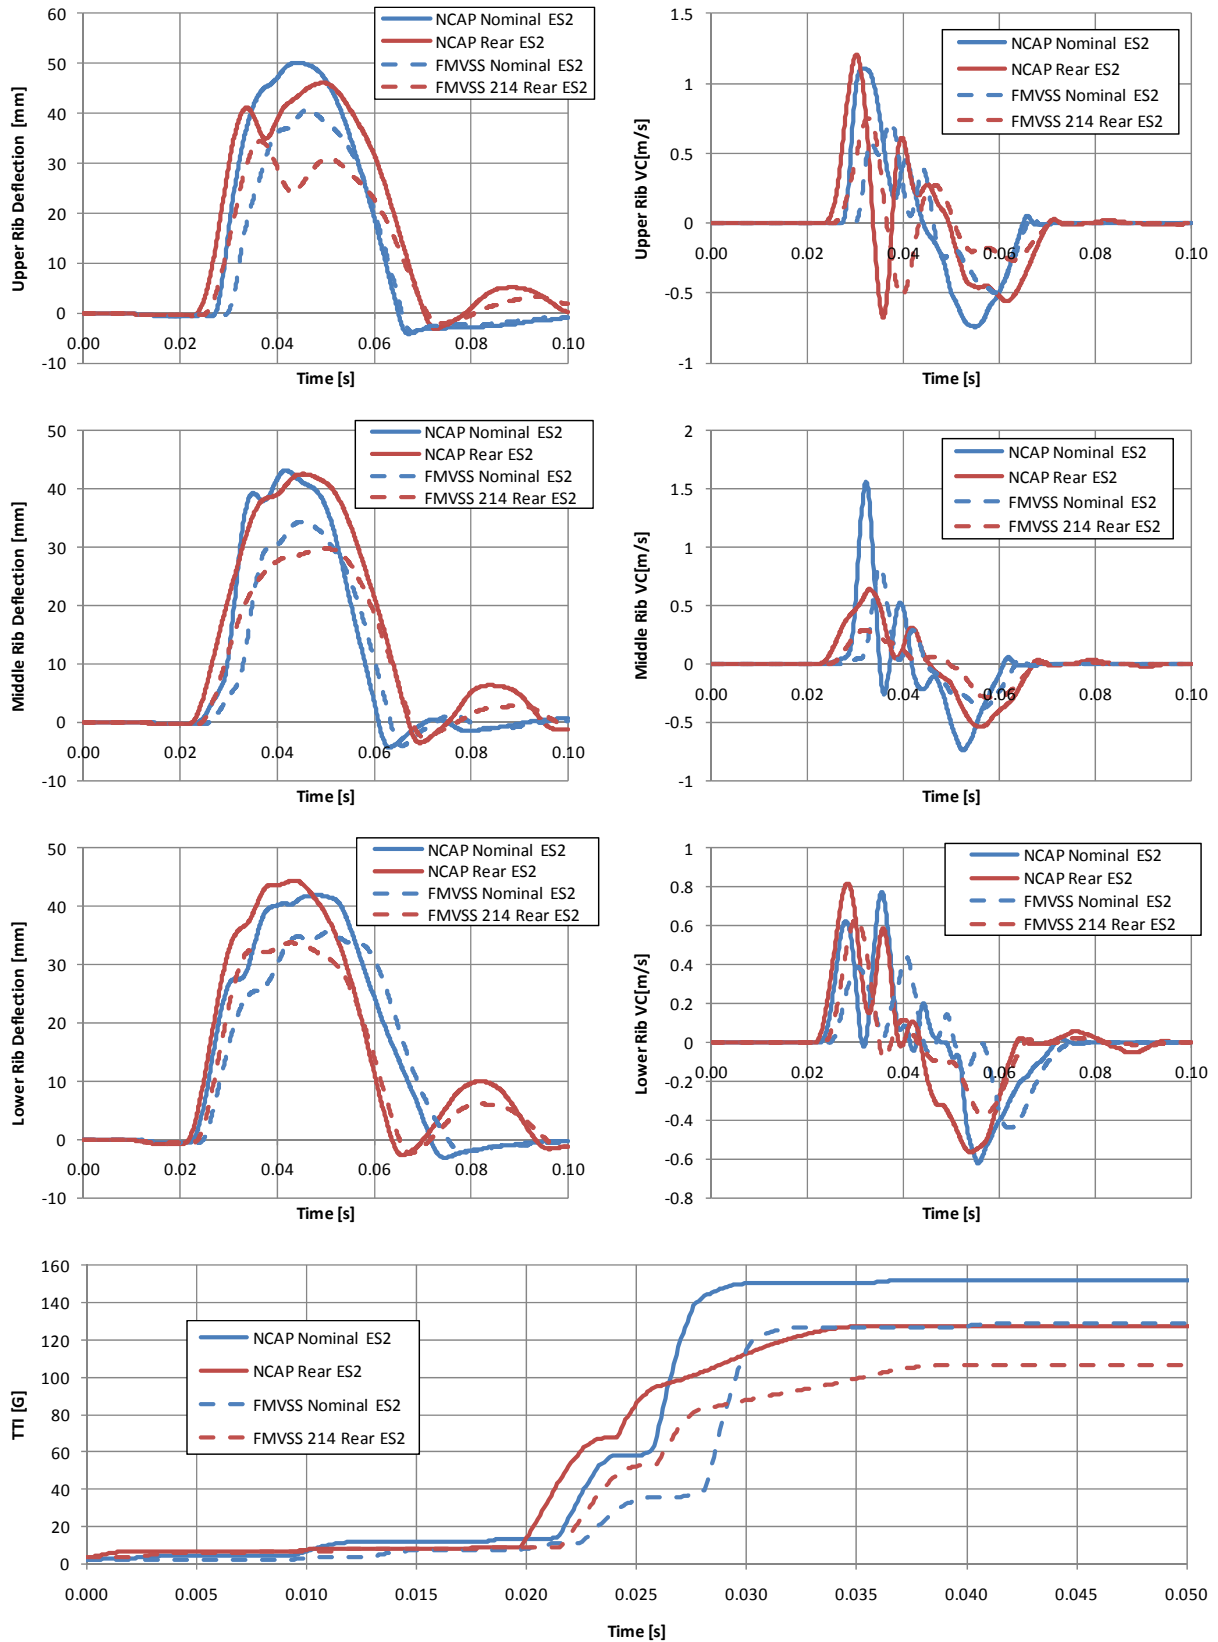 60
50
40
30
20
10
0
-10
0.00
0.02
0.04
0.06
0.08
0.10
Upper Rib Deflection [mm]
Time [s]
NCAP Nominal ES2
NCAP Rear ES2
FMVSS Nominal ES2
FMVSS 214 Rear ES2
1.5
1
0.5
0
-0.5
-1
0.00
0.02
0.04
0.06
0.08
0.10
Upper Rib VC[m/s]
Time [s]
NCAP Nominal ES2
NCAP Rear ES2
FMVSS Nominal ES2
FMVSS 214 Rear ES2
50
40
30
20
10
0
-10
0.00
0.02
0.04
0.06
0.08
0.10
Middle Rib Deflection [mm]
Time [s]
NCAP Nominal ES2
NCAP Rear ES2
FMVSS Nominal ES2
FMVSS 214 Rear ES2
2
1.5
1
0.5
0
-0.5
-1
0.00
0.02
0.04
0.06
0.08
0.10
Middle Rib VC[m/s]
Time [s]
NCAP Nominal ES2
NCAP Rear ES2
FMVSS Nominal ES2
FMVSS 214 Rear ES2
50
40
30
20
10
0
-10
0.00
0.02
0.04
0.06
0.08
0.10
Lower Rib Deflection [mm]
Time [s]
NCAP Nominal ES2
NCAP Rear ES2
FMVSS Nominal ES2
FMVSS 214 Rear ES2
1
0.8
0.6
0.4
0.2
0
-0.2
-0.4
-0.6
-0.8
0.00
0.02
0.04
0.06
0.08
0.10
Lower Rib VC[m/s]
Time [s]
NCAP Nominal ES2
NCAP Rear ES2
FMVSS Nominal ES2
FMVSS 214 Rear ES2
160
140
120
100
80
60
40
20
0
0.000
0.005
0.010
0.015
0.020
0.025
0.030
0.035
0.040
0.045
0.050
TTI [G]
Time [s]
NCAP Nominal ES2
NCAP Rear ES2
FMVSS Nominal ES2
FMVSS 214 Rear ES2